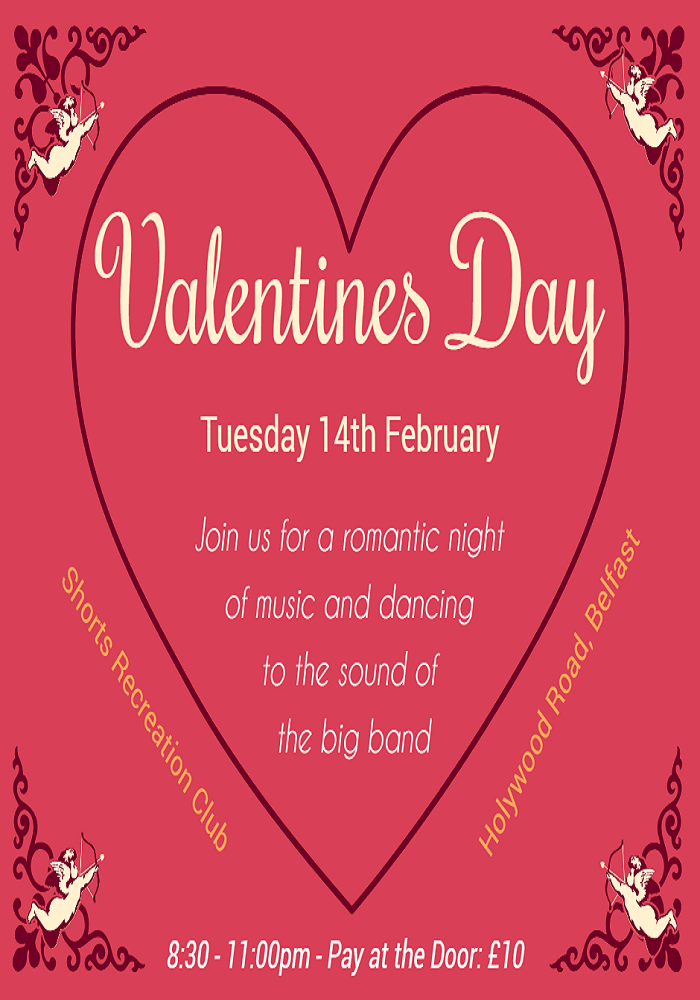 Valentines Day
Tuesday 14th February
Join us for a romantic night
of music and dancing
to the sound of
the big band
Shorts Recreation Club
Holywood Road, Belfast
8:30 - 11:00pm - Pay at the Door: £10